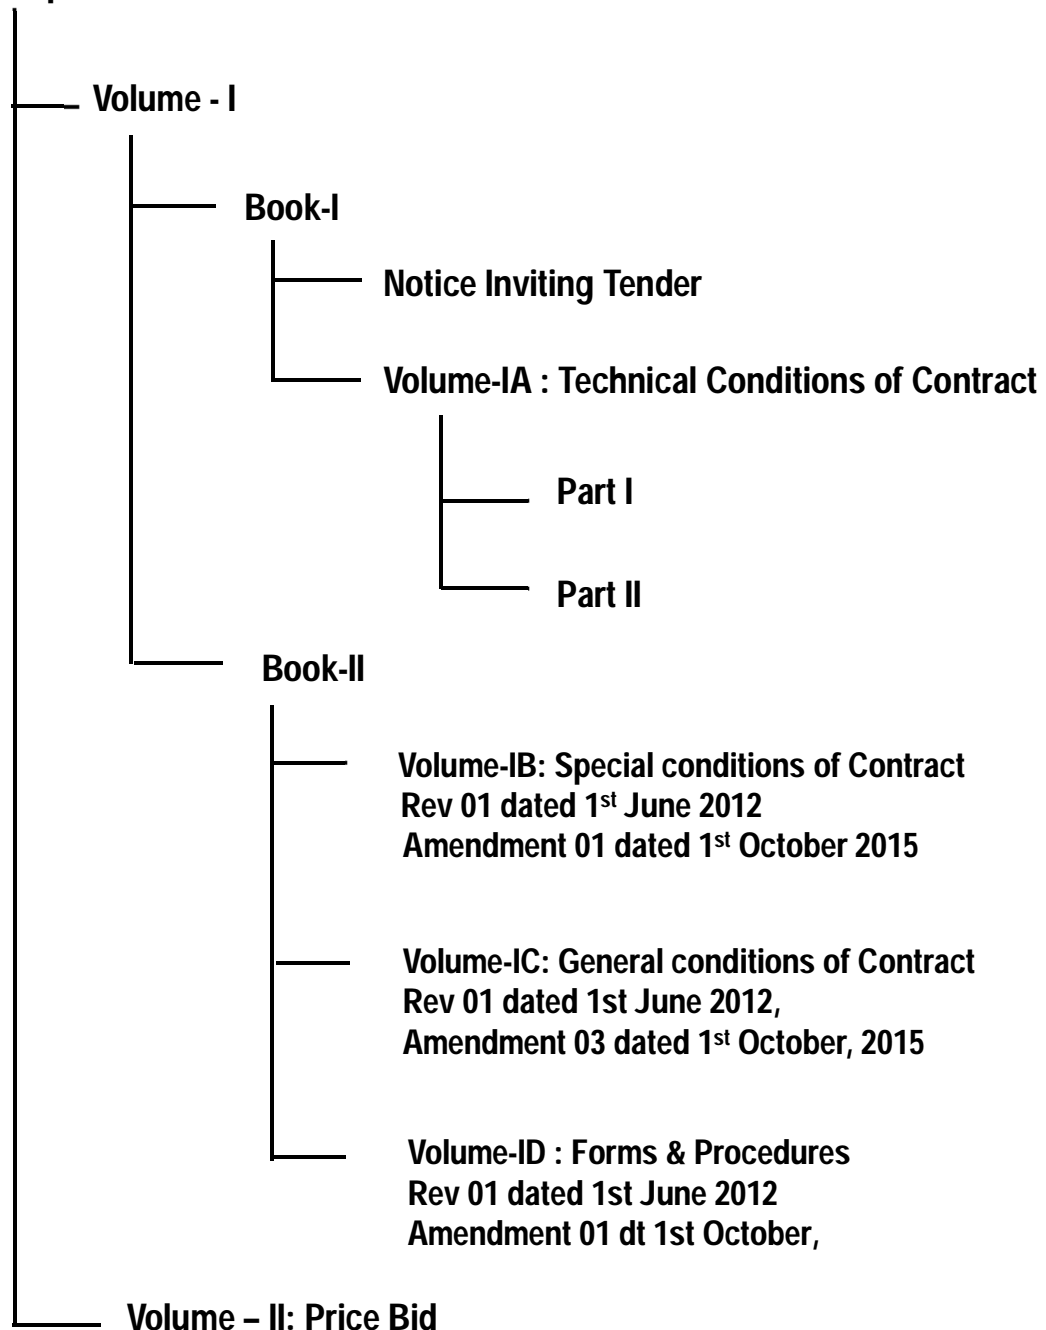 Volume - I
Book-I
Notice Inviting Tender
Volume-IA : Technical Conditions of Contract
Part I
Part II
Book-II
Volume-IB: Special conditions of Contract
Rev 01 dated 1st June 2012
Amendment 01 dated 1st October 2015
Volume-IC: General conditions of Contract
Rev 01 dated 1st June 2012,
Amendment 03 dated 1st October, 2015
Volume-ID : Forms & Procedures
Rev 01 dated 1st June 2012
Amendment 01 dt 1st October,
Volume – II: Price Bid